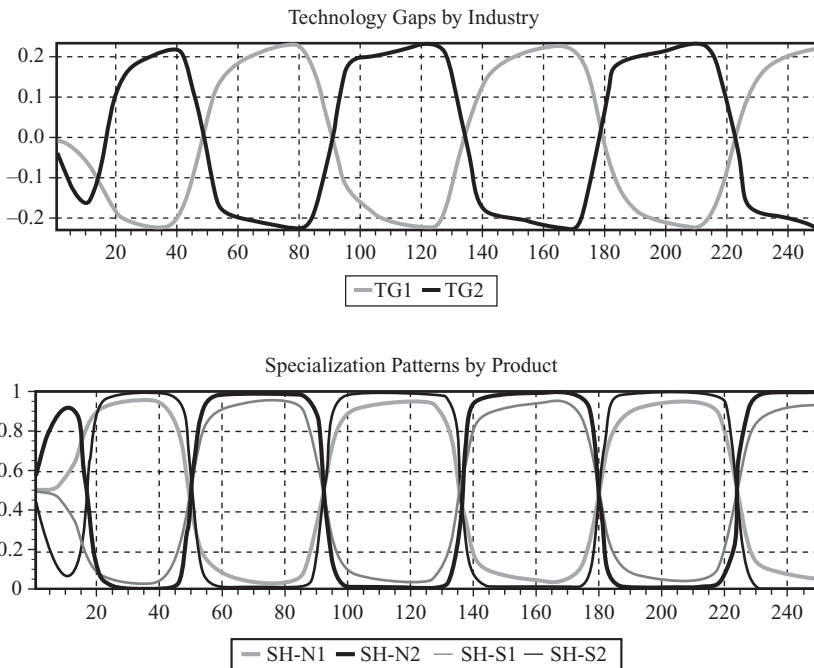 Technology Gaps by Industry
0.2
0.1
0.0
–0.1
–0.2
20 40 60 80 100 120 140 160 180 200 220 240
TG1 TG2
Specialization Patterns by Product
1
0.8
0.6
0.4
0.2
0
20 40 60 80 100 120 140 160 180 200 220 240
SH-N1 SH-N2 SH-S1 SH-S2